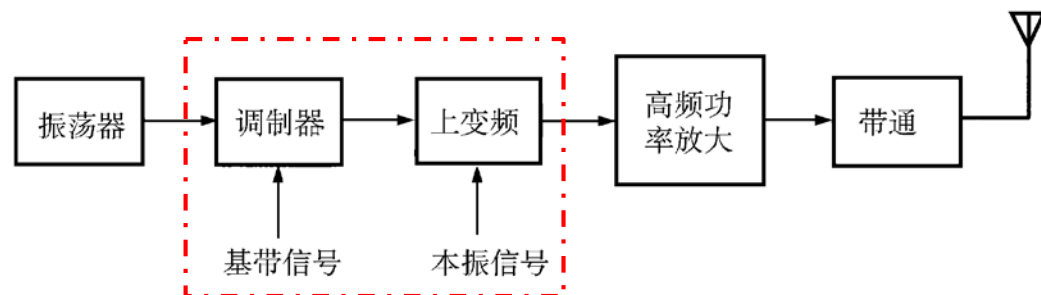 振荡器
调制器
上变频
高频功
率放大
带通
基带信号
本振信号